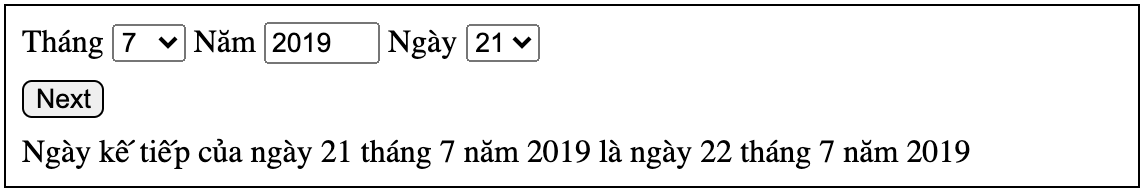 Tháng 7 Năm 2019 Ngày 21
Next
Ngày kế tiếp của ngày 21 tháng 7 năm 2019 là ngày 22 tháng 7 năm 2019